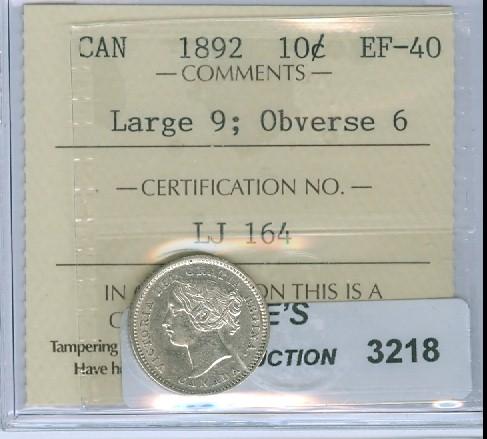 CAN 1892 10¢ EF-40
— COMMENTS —
Large 9; Obverse 6
— CERTIFICATION NO. —
LJ 164
IN ON THIS IS A
E'S
Tampering
UCTION 3218
Have
VICTORIA DEI GRATIA REGINA.
CANADA